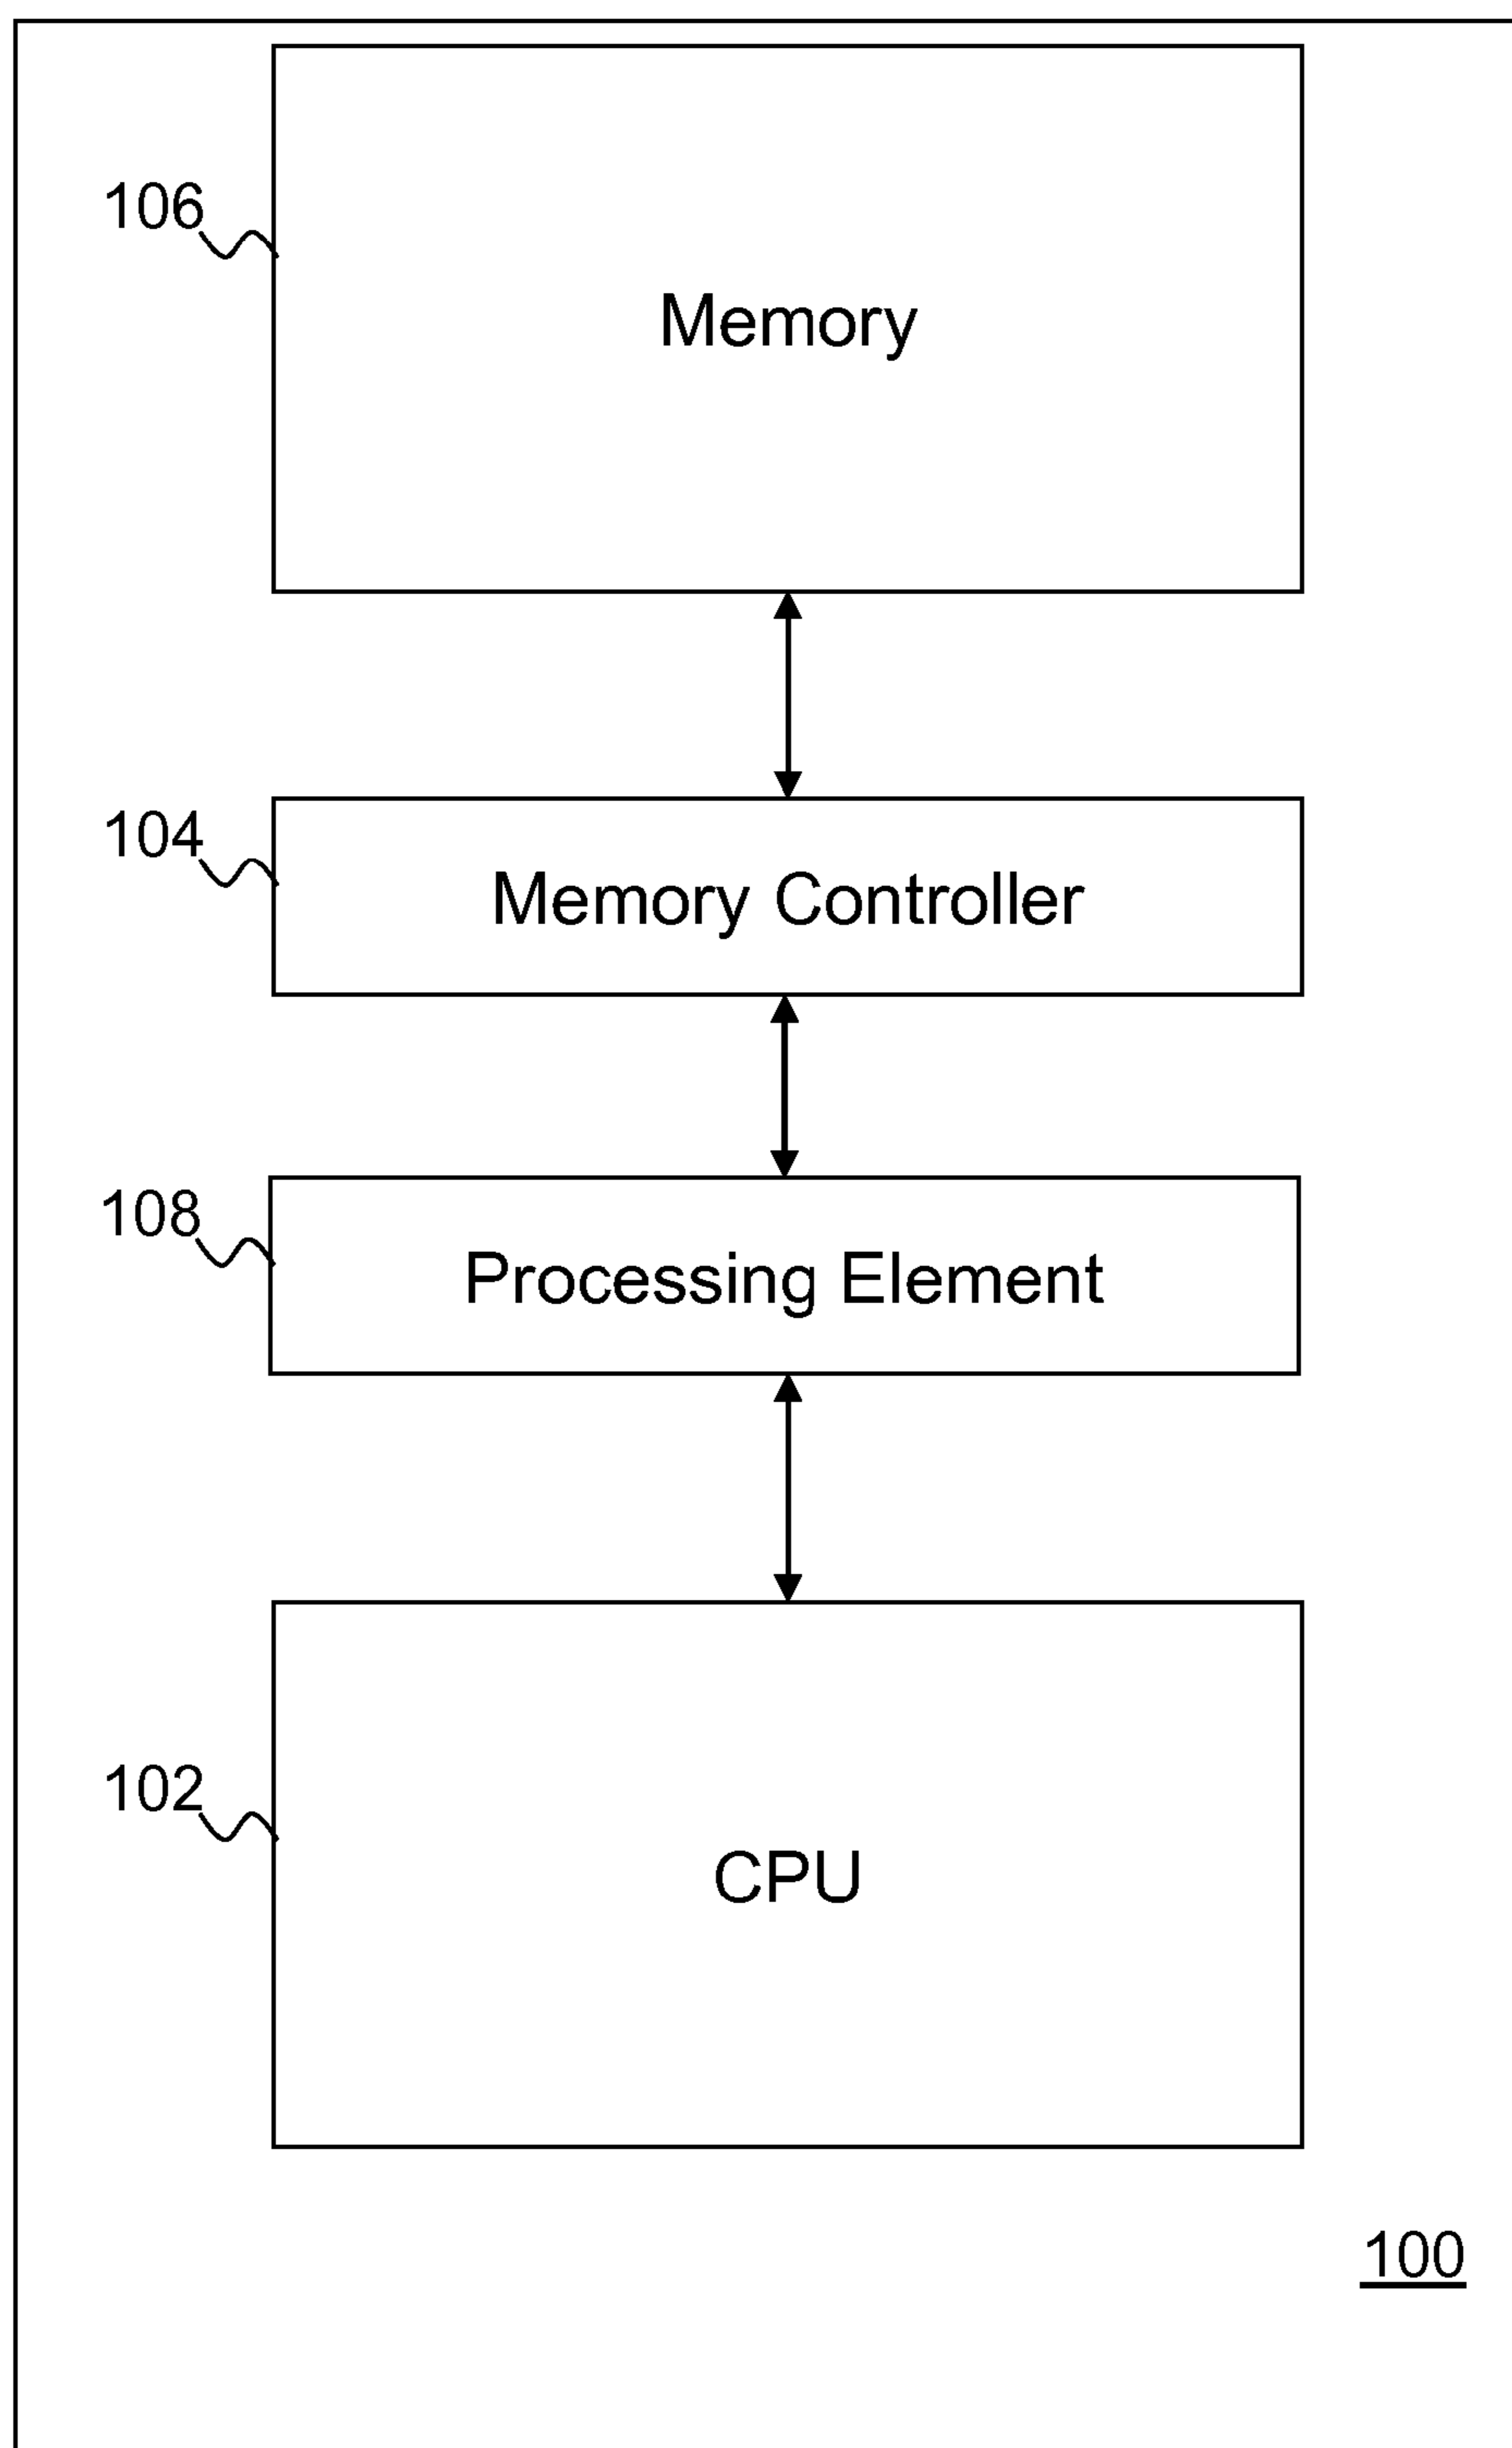 106
Memory
104
Memory Controller
108
Processing Element
102
CPU
100